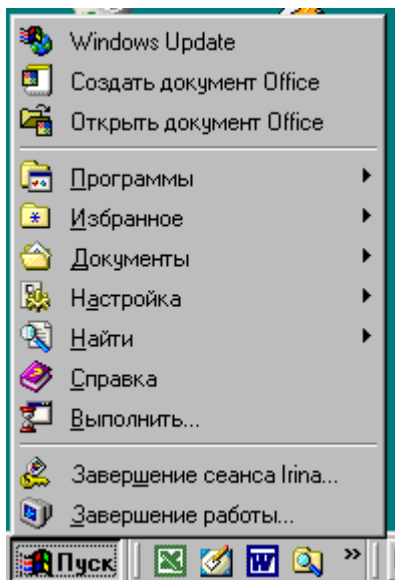 Windows Update
Создать документ Office
Открыть документ Office
Программы
Избранное
Документы
Настройка
Найти
Справка
Выполнить...
Завершение сеанса Irina...
Завершение работы...
Пуск